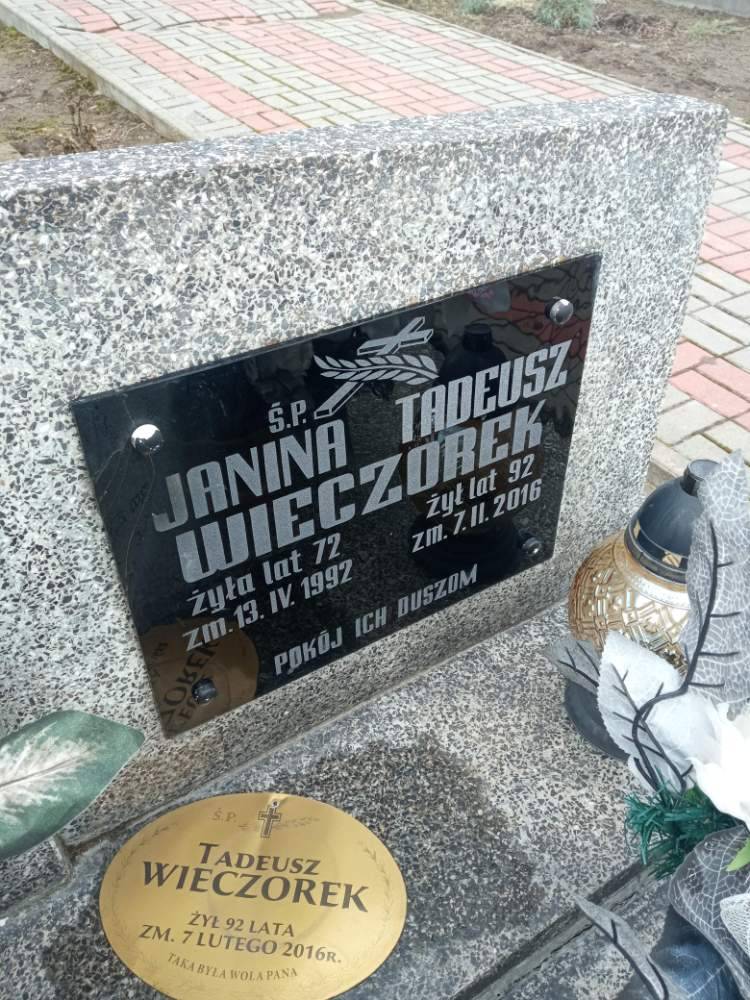 Ś.P.
JANINA TADEUSZ
WIECZOREK
żyła lat 72 żył lat 92
zm. 13. IV. 1992 zm. 7. II. 2016
POKÓJ ICH DUSZOM
Ś.P.
TADEUSZ
WIECZOREK
ŻYŁ 92 LATA
ZM. 7 LUTEGO 2016R.
TAKA BYŁA WOLA PANA